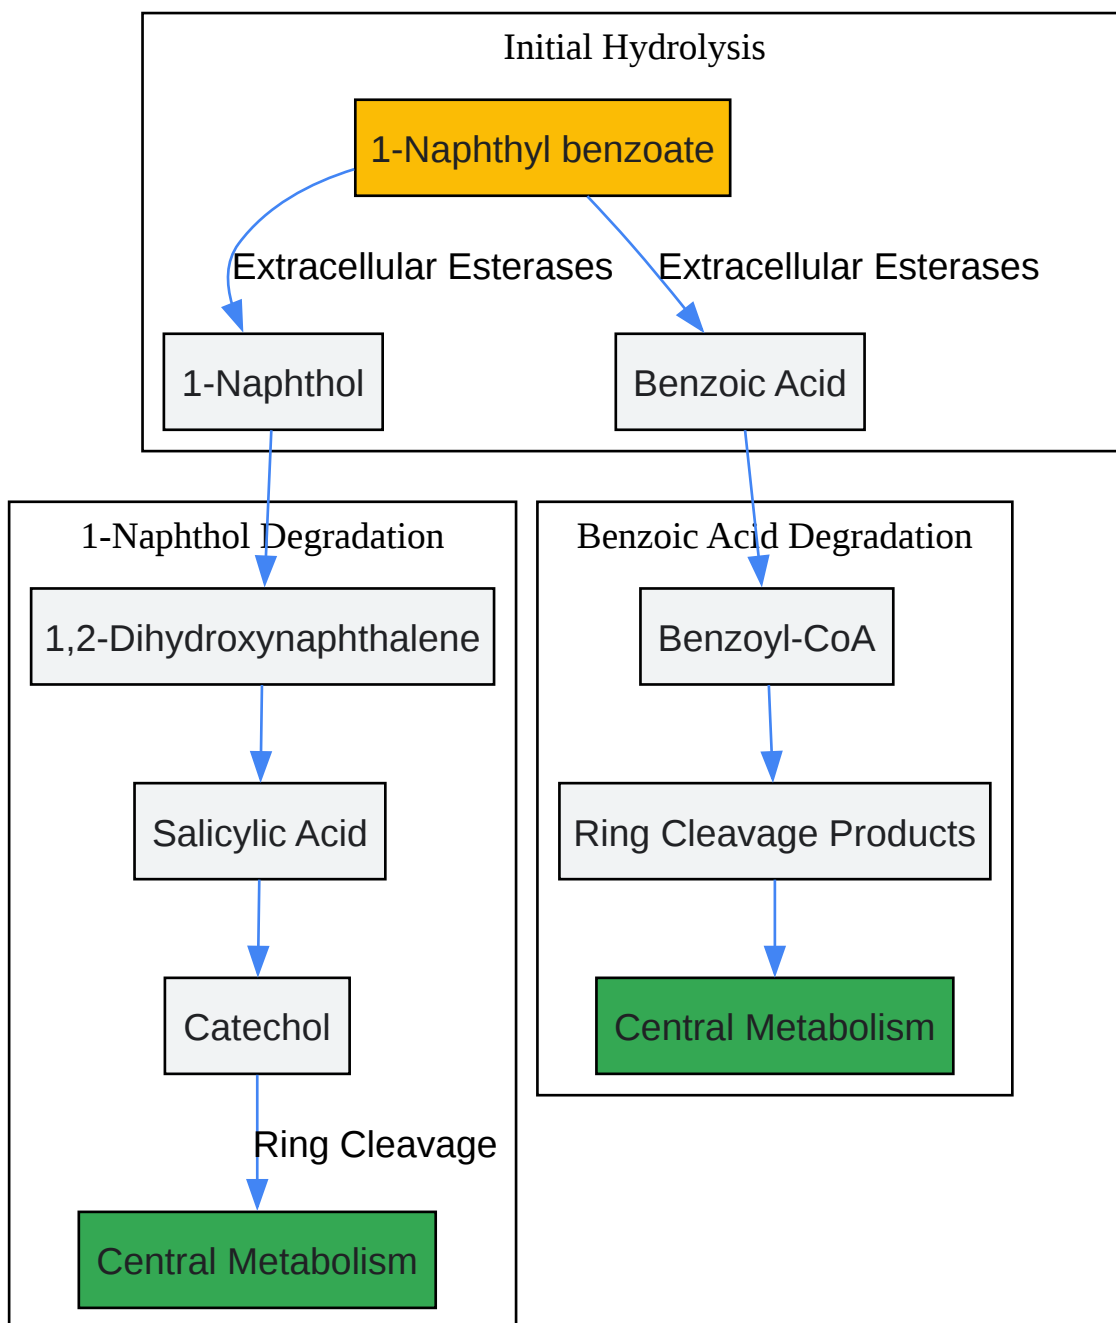 Initial Hydrolysis
1-Naphthyl benzoate
Extracellular Esterases
Extracellular Esterases
1-Naphthol
Benzoic Acid
1-Naphthol Degradation
Benzoic Acid Degradation
1,2-Dihydroxynaphthalene
Benzoyl-CoA
Salicylic Acid
Ring Cleavage Products
Catechol
Central Metabolism
Ring Cleavage
Central Metabolism